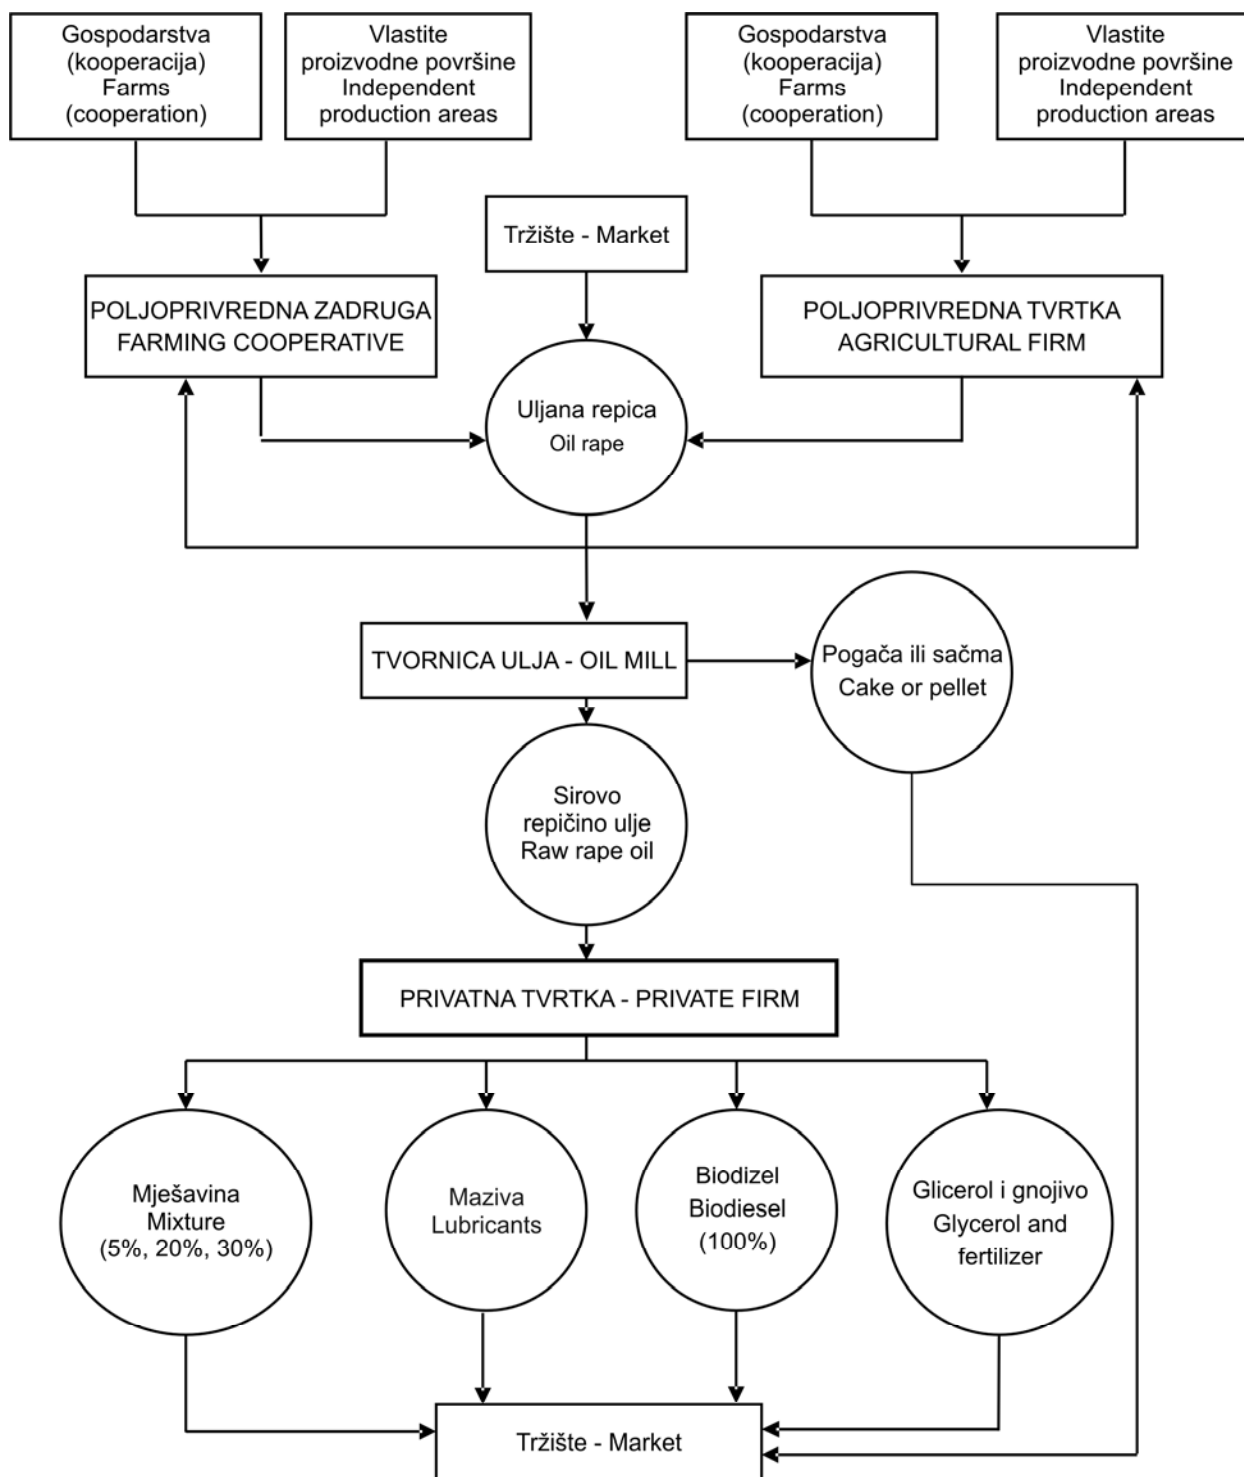 Gospodarstva
(kooperacija)
Farms
(cooperation)
Vlastite
proizvodne površine
Independent
production areas
Gospodarstva
(kooperacija)
Farms
(cooperation)
Vlastite
proizvodne površine
Independent
production areas
Tržište - Market
POLJOPRIVREDNA ZADRUGA
FARMING COOPERATIVE
POLJOPRIVREDNA TVRTKA
AGRICULTURAL FIRM
Uljana repica
Oil rape
TVORNICA ULJA - OIL MILL
Pogača ili sačma
Cake or pellet
Sirovo
repičino ulje
Raw rape oil
PRIVATNA TVRTKA - PRIVATE FIRM
Mješavina
Mixture
(5%, 20%, 30%)
Maziva
Lubricants
Biodizel
Biodiesel
(100%)
Glicerol i gnojivo
Glycerol and
fertilizer
Tržište - Market